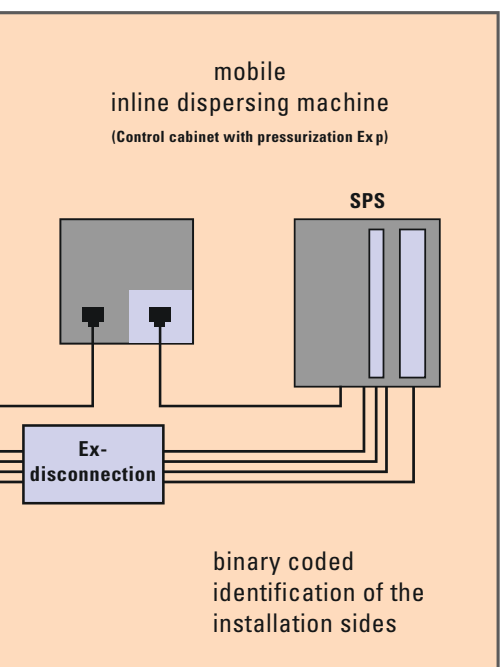 mobile
inline dispersing machine
(Control cabinet with pressurization Ex p)
SPS
Ex-
disconnection
binary coded
identification of the
installation sides